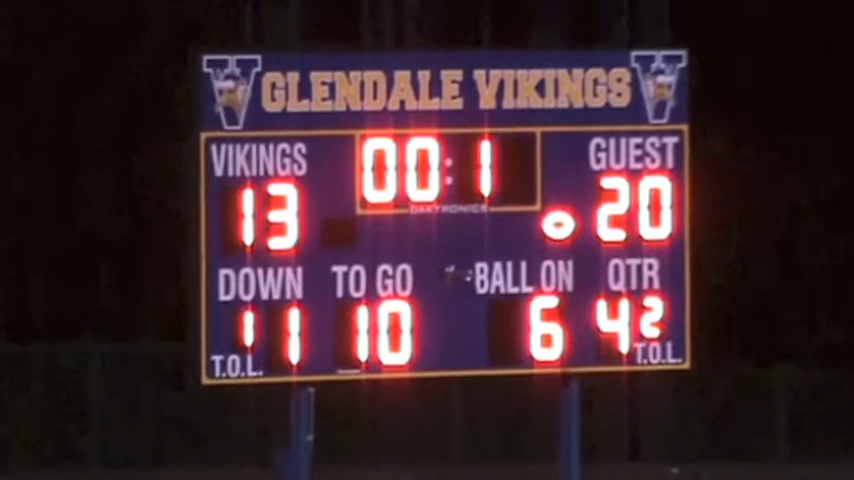 GLENDALE VIKINGS
VIKINGS 00:1 GUEST
DAKTRONICS
13 20
DOWN TO GO BALL ON QTR
1 1 10 6 4 2
T.O.L. T.O.L.